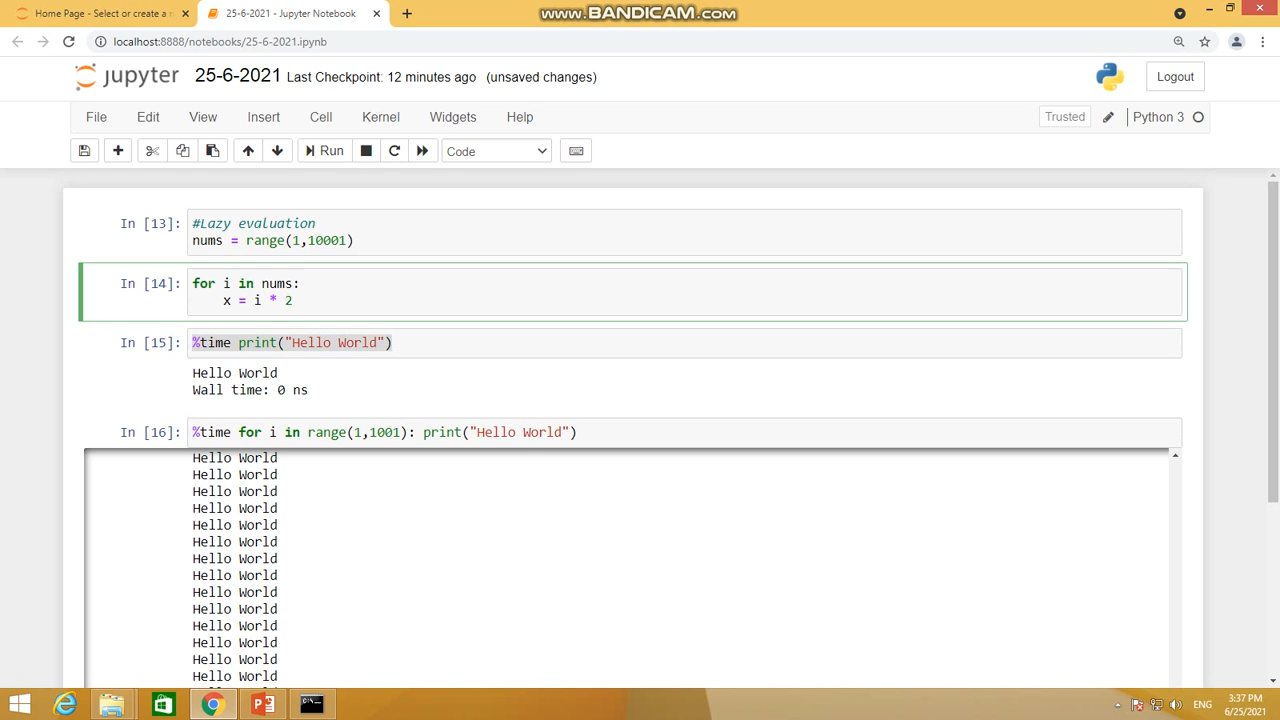 Home Page - Select or create a n
25-6-2021 - Jupyter Notebook
www.BANDICAM.com
localhost:8888/notebooks/25-6-2021.ipynb
jupyter 25-6-2021 Last Checkpoint: 12 minutes ago (unsaved changes)
Logout
File Edit View Insert Cell Kernel Widgets Help
Trusted
Python 3
Run
Code
In [13]:
#Lazy evaluation
nums = range(1,10001)
In [14]:
for i in nums:
    x = i * 2
In [15]:
%time print("Hello World")
Hello World
Wall time: 0 ns
In [16]:
%time for i in range(1,1001): print("Hello World")
Hello World
Hello World
Hello World
Hello World
Hello World
Hello World
Hello World
Hello World
Hello World
Hello World
Hello World
Hello World
Hello World
Hello World
ENG
3:37 PM
6/25/2021